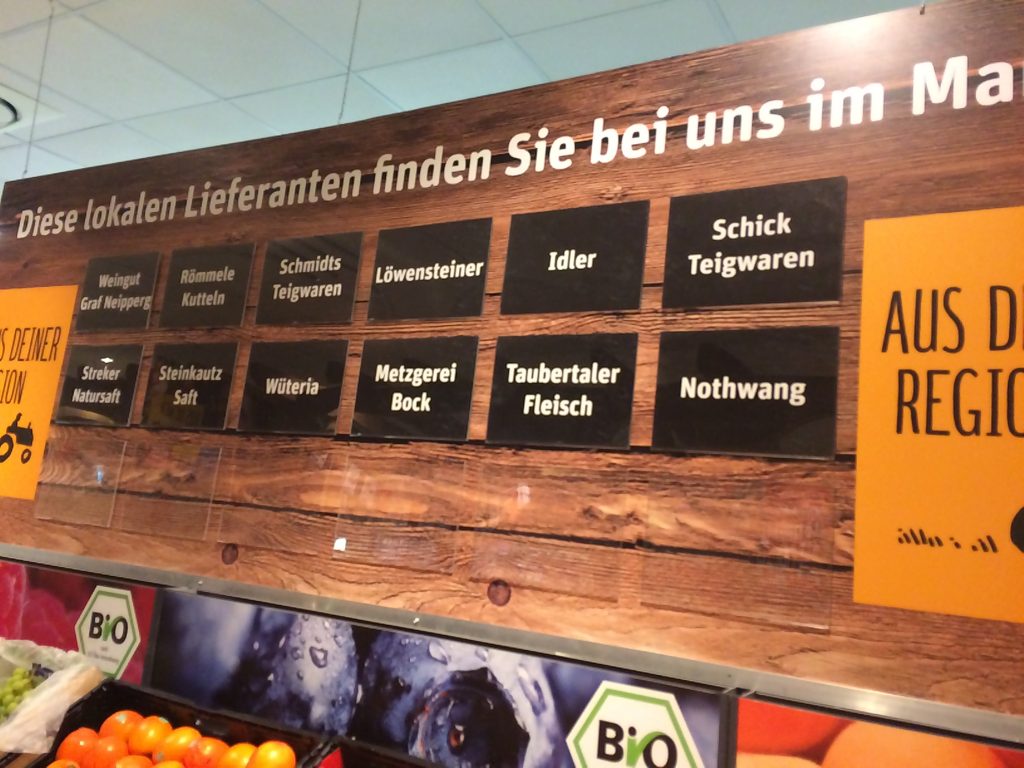 Diese lokalen Lieferanten finden Sie bei uns im Ma
Weingut
Graf Neipperg
Römmele
Kutteln
Schmidts
Teigwaren
Löwensteiner
Idler
Schick
Teigwaren
Streker
Natursaft
Steinkautz
Saft
Wüteria
Metzgerei
Bock
Taubertaler
Fleisch
Nothwang
S DEINER
ION
AUS D
REGIO
BiO
BiO